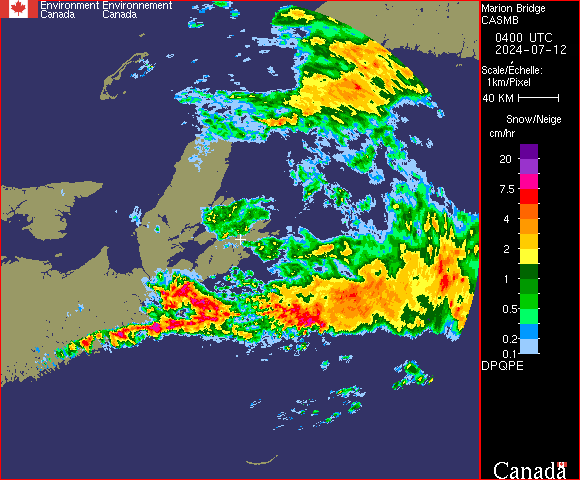 Environment Environnement
Canada Canada
Marion Bridge
CASMB
0400 UTC
2024-07-12
Scale/Échelle:
1km/Pixel
40 KM
Snow/Neige
cm/hr
20
7.5
4
2
1
0.5
0.2
0.1
DPQPE
Canada